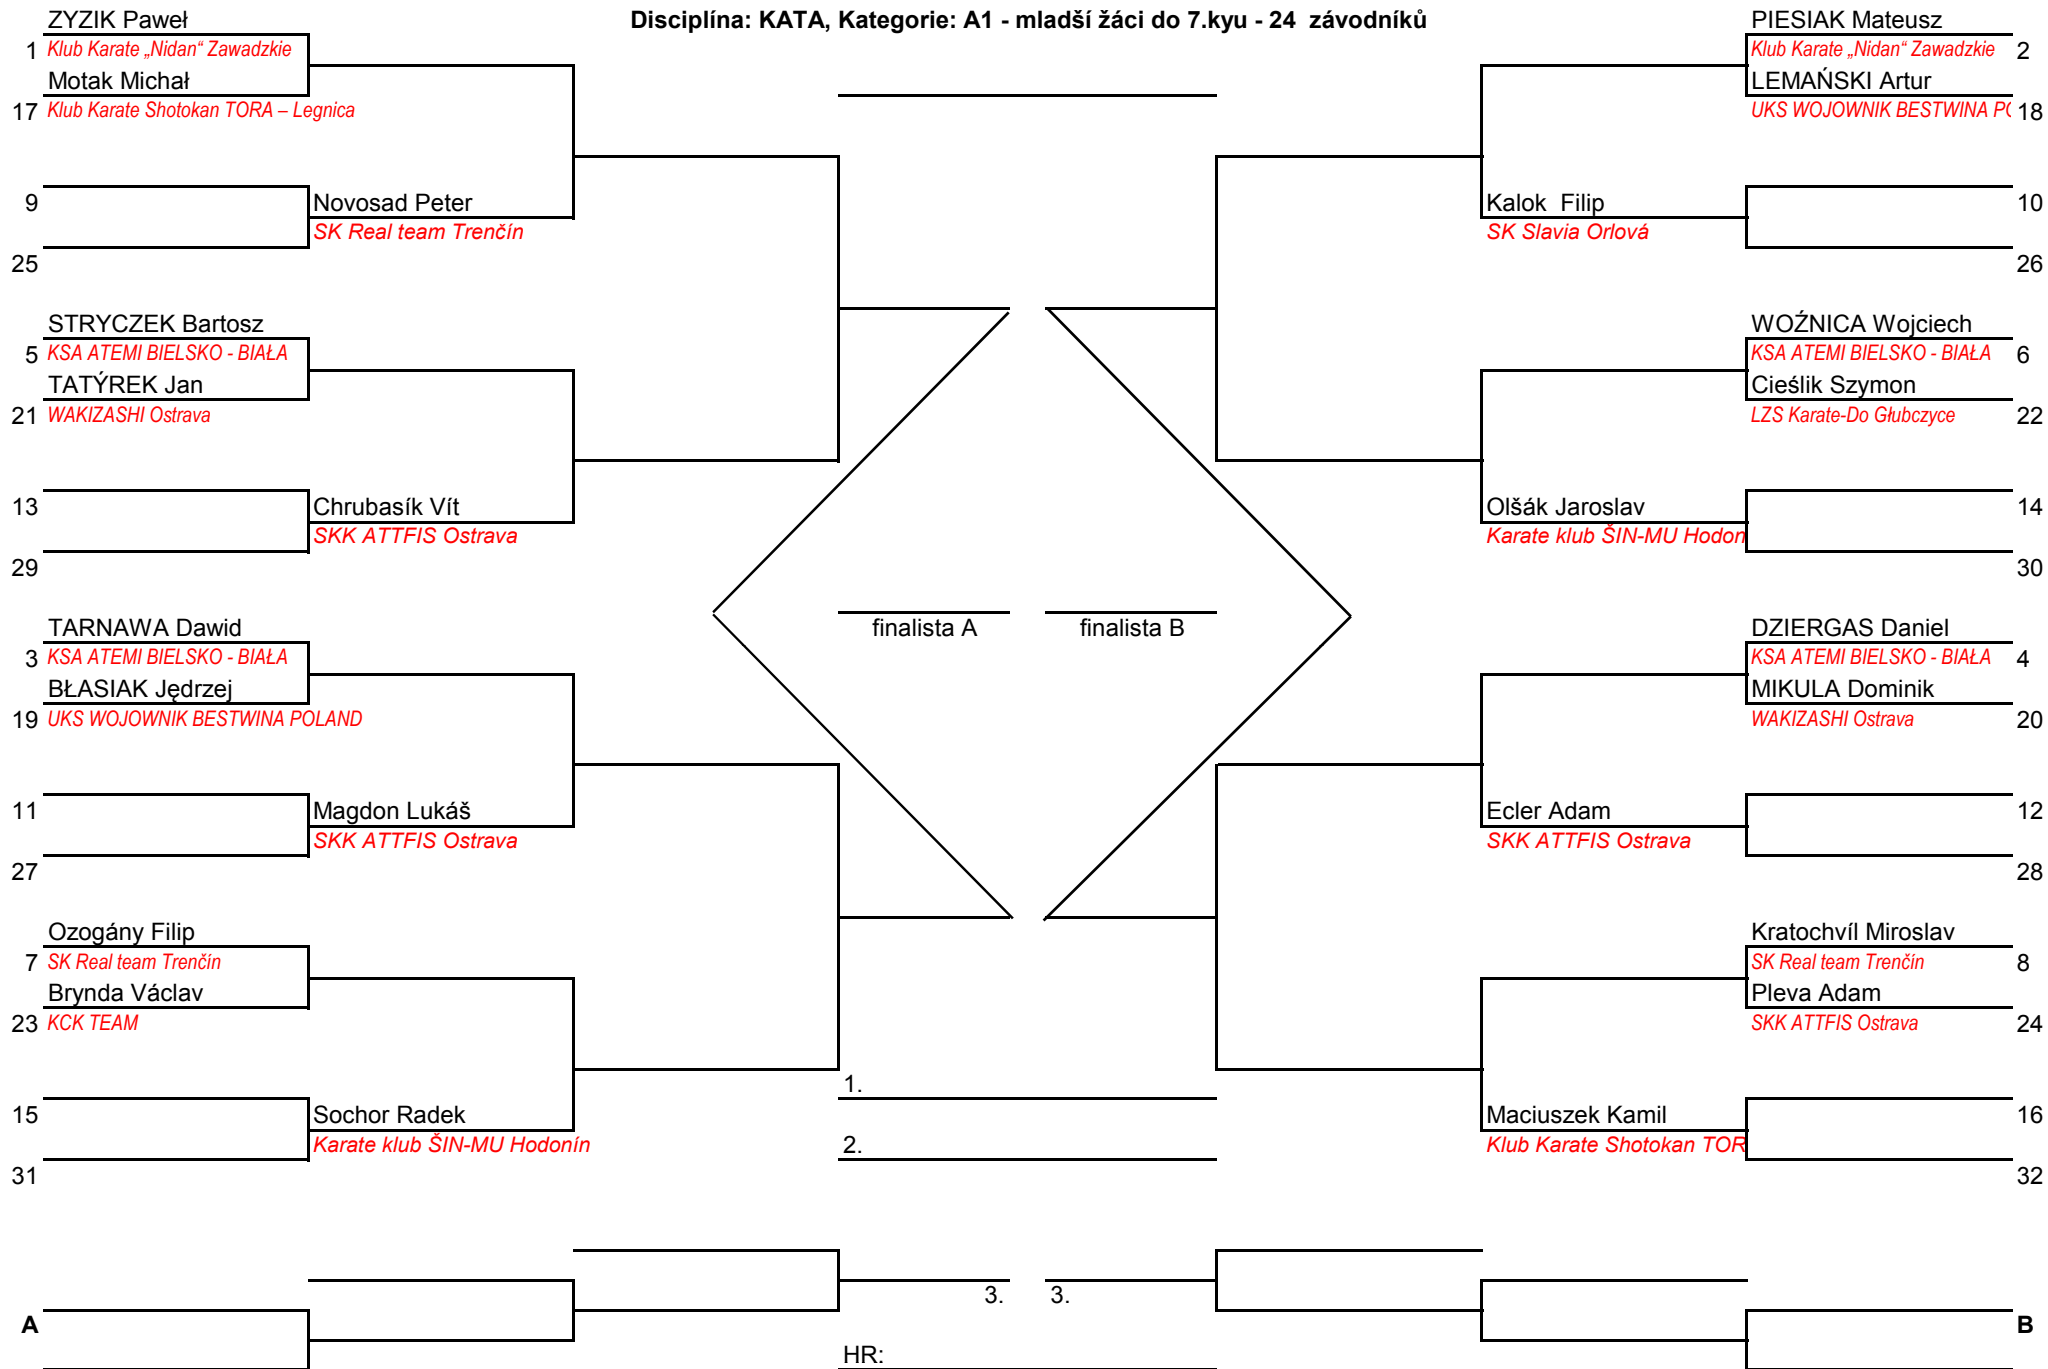 Disciplína: KATA, Kategorie: A1 - mladší žáci do 7.kyu - 24 závodníků
ZYZIK Paweł
1 Klub Karate „Nidan“ Zawadzkie
Motak Michał
17 Klub Karate Shotokan TORA – Legnica
9
Novosad Peter
SK Real team Trenčín
25
STRYCZEK Bartosz
5 KSA ATEMI BIELSKO - BIAŁA
TATÝREK Jan
21 WAKIZASHI Ostrava
13
Chrubasík Vít
SKK ATTFIS Ostrava
29
TARNAWA Dawid
3 KSA ATEMI BIELSKO - BIAŁA
BŁASIAK Jędrzej
19 UKS WOJOWNIK BESTWINA POLAND
11
Magdon Lukáš
SKK ATTFIS Ostrava
27
Ozogány Filip
7 SK Real team Trenčín
Brynda Václav
23 KCK TEAM
15
Sochor Radek
Karate klub ŠIN-MU Hodonín
31
A
finalista A
finalista B
1.
2.
3.
3.
HR:
PIESIAK Mateusz
Klub Karate „Nidan“ Zawadzkie 2
LEMAŃSKI Artur
UKS WOJOWNIK BESTWINA PO 18
Kalok Filip
10
SK Slavia Orlová
26
WOŹNICA Wojciech
KSA ATEMI BIELSKO - BIAŁA 6
Cieślik Szymon
LZS Karate-Do Głubczyce 22
Olšák Jaroslav
14
Karate klub ŠIN-MU Hodon
30
DZIERGAS Daniel
KSA ATEMI BIELSKO - BIAŁA 4
MIKULA Dominik
WAKIZASHI Ostrava 20
Ecler Adam
12
SKK ATTFIS Ostrava
28
Kratochvíl Miroslav
SK Real team Trenčín 8
Pleva Adam
SKK ATTFIS Ostrava 24
Maciuszek Kamil
16
Klub Karate Shotokan TOR
32
B